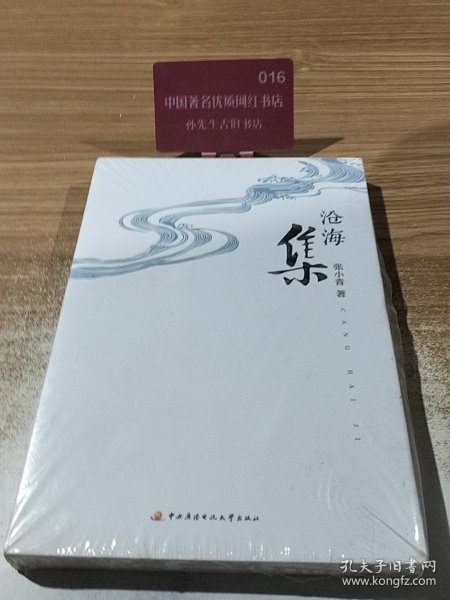 016
中国著名优质网红书店
孙先生古旧书店
沧海
集
张小青 著
CANG HAI JI
中央广播电视大学出版社
孔夫子旧书网
www.kongfz.com